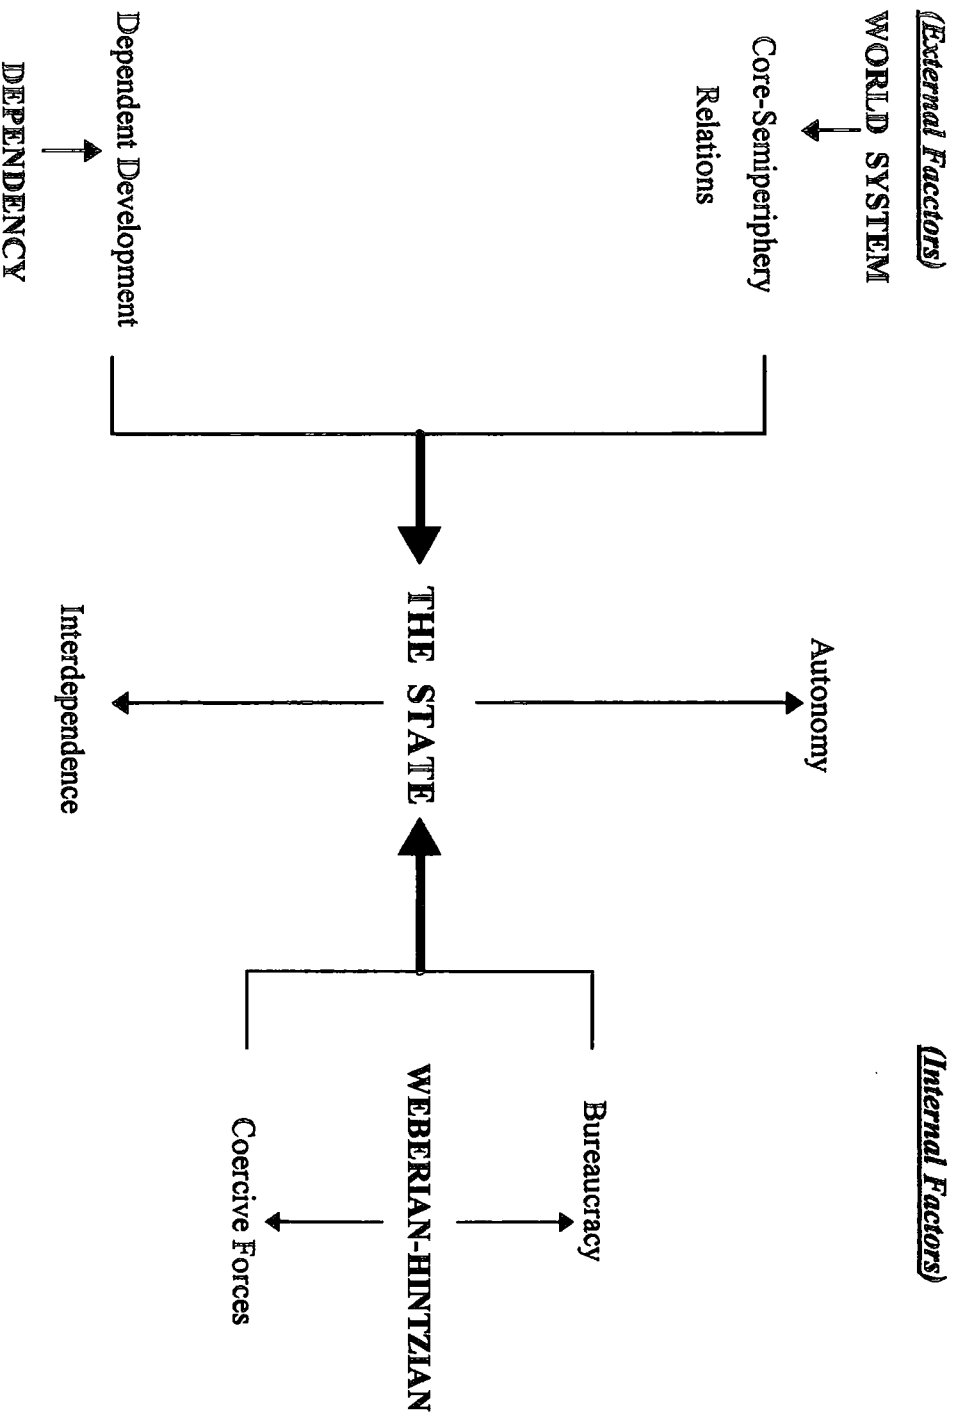 (External Facctors)
(Internal Factors)
WORLD SYSTEM
Core-Semiperiphery
Relations
Autonomy
Bureaucracy
THE STATE
WEBERIAN-HINTZIAN
Coercive Forces
Dependent Development
Interdependence
DEPENDENCY